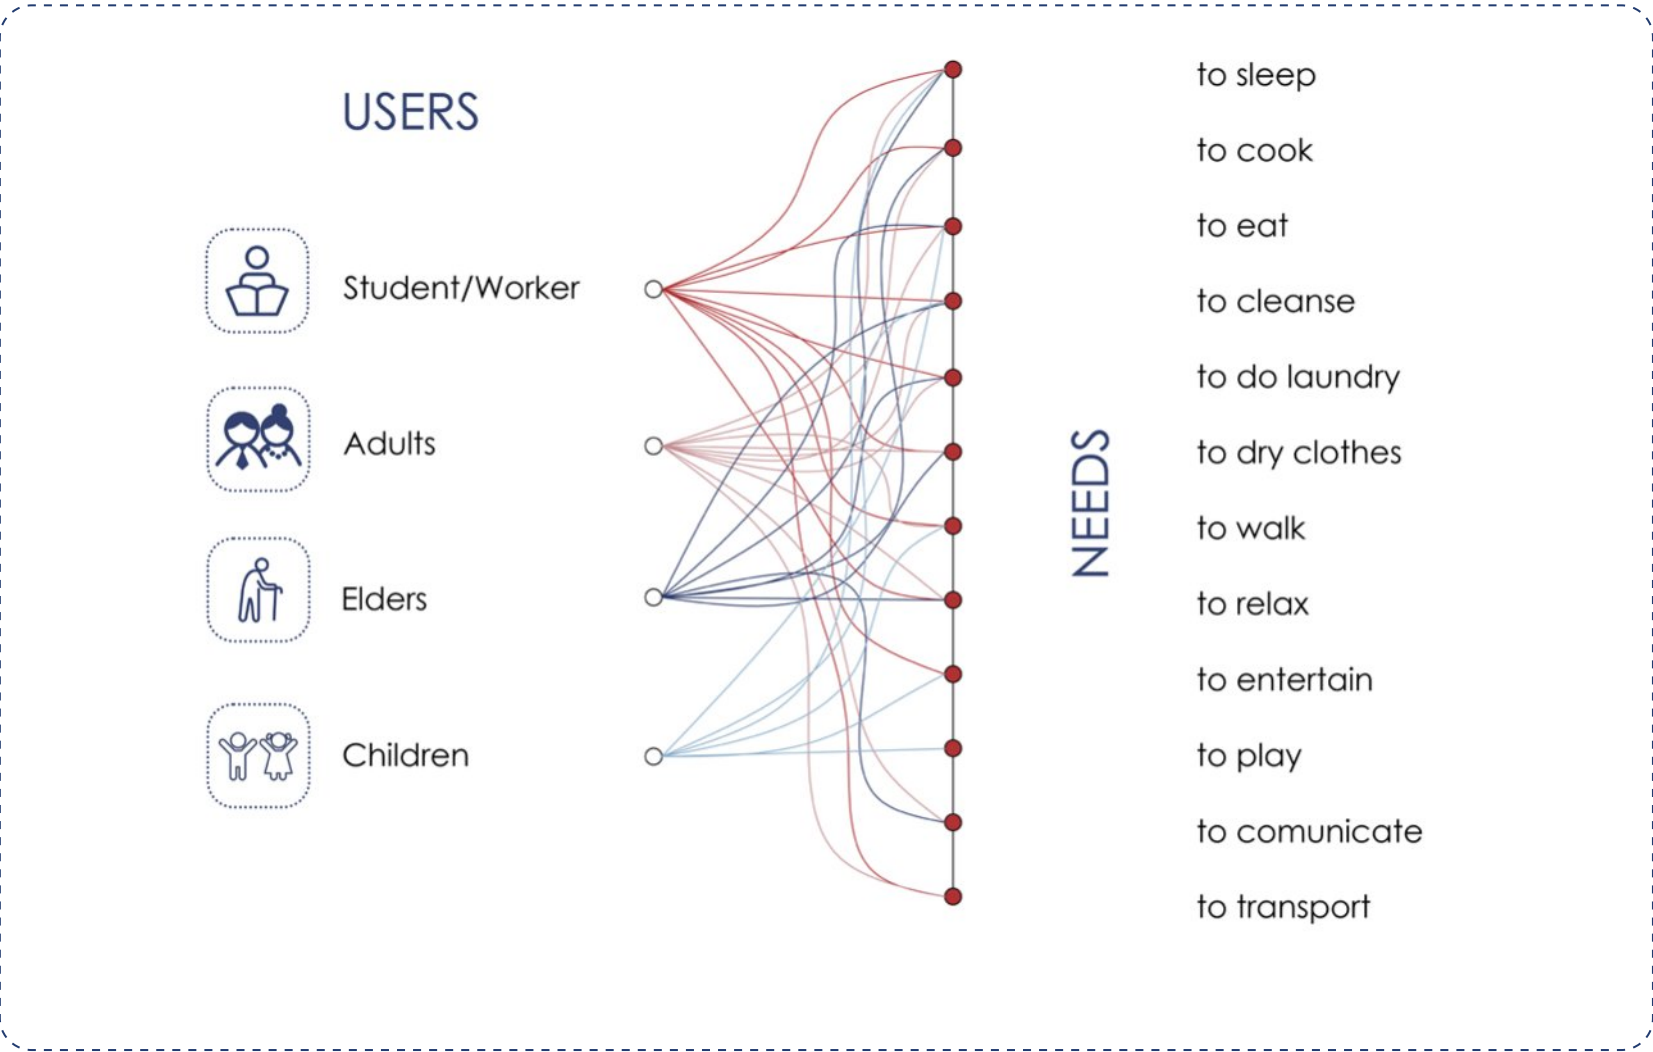 USERS
Student/Worker
Adults
Elders
Children
NEEDS
to sleep
to cook
to eat
to cleanse
to do laundry
to dry clothes
to walk
to relax
to entertain
to play
to comunicate
to transport